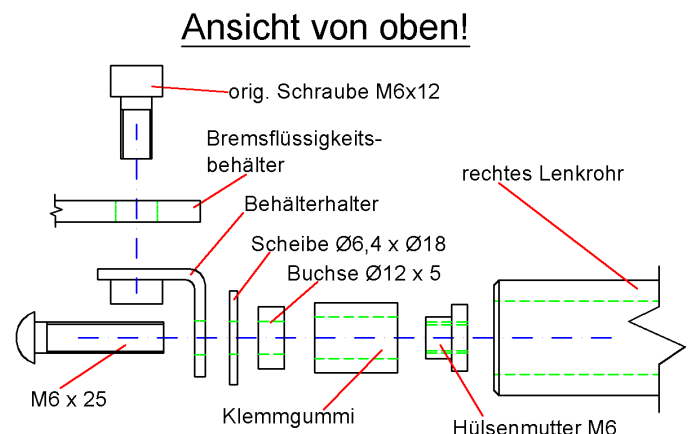 Ansicht von oben!
orig. Schraube M6x12
Bremsflüssigkeits-
behälter
rechtes Lenkrohr
Behälterhalter
Scheibe Ø6,4 x Ø18
Buchse Ø12 x 5
M6 x 25
Klemmgummi
Hülsenmutter M6